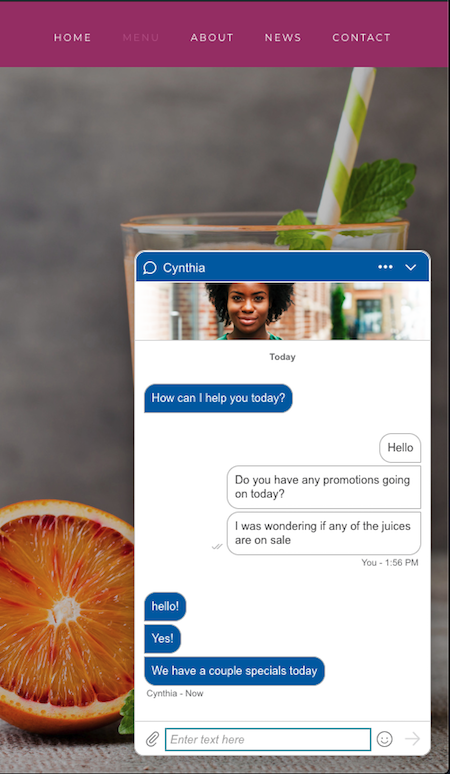 HOME MENU ABOUT NEWS CONTACT
Cynthia
Today
How can I help you today?
Hello
Do you have any promotions going
on today?
I was wondering if any of the juices
are on sale
You - 1:56 PM
hello!
Yes!
We have a couple specials today
Cynthia - Now
Enter text here